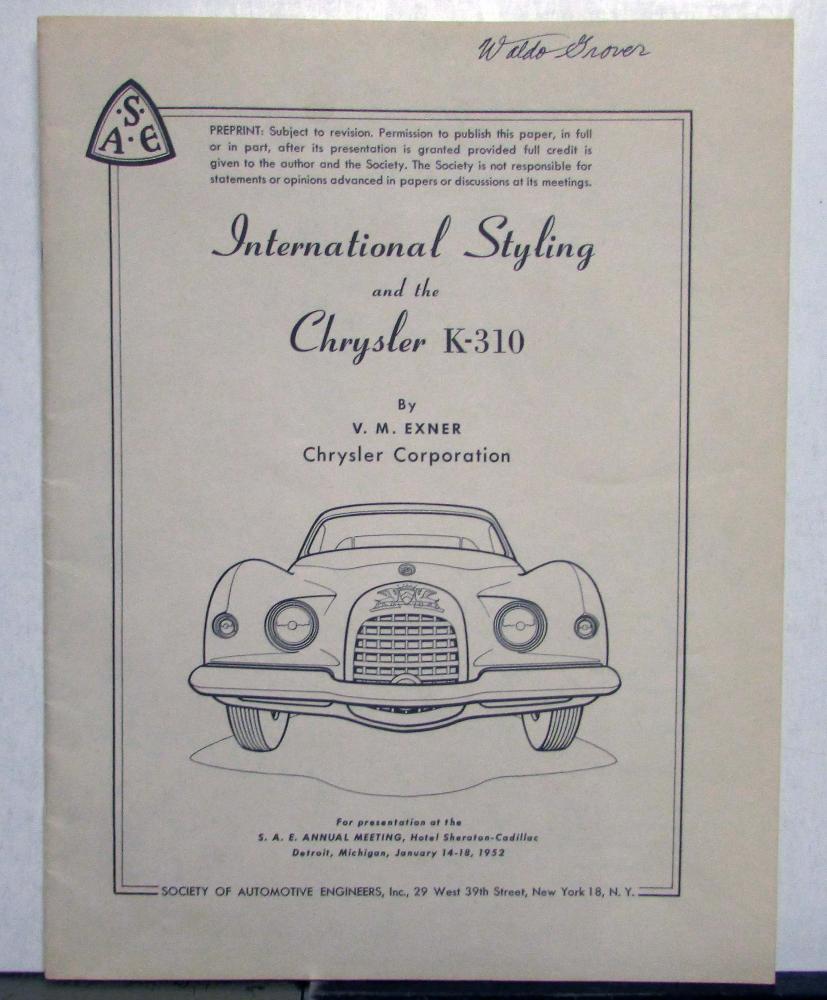 Waldo Grover
·S·
A·E
PREPRINT: Subject to revision. Permission to publish this paper, in full
or in part, after its presentation is granted provided full credit is
given to the author and the Society. The Society is not responsible for
statements or opinions advanced in papers or discussions at its meetings.
International Styling
and the
Chrysler K-310
By
V. M. EXNER
Chrysler Corporation
For presentation at the
S. A. E. ANNUAL MEETING, Hotel Sheraton-Cadillac
Detroit, Michigan, January 14-18, 1952
SOCIETY OF AUTOMOTIVE ENGINEERS, Inc., 29 West 39th Street, New York 18, N. Y.